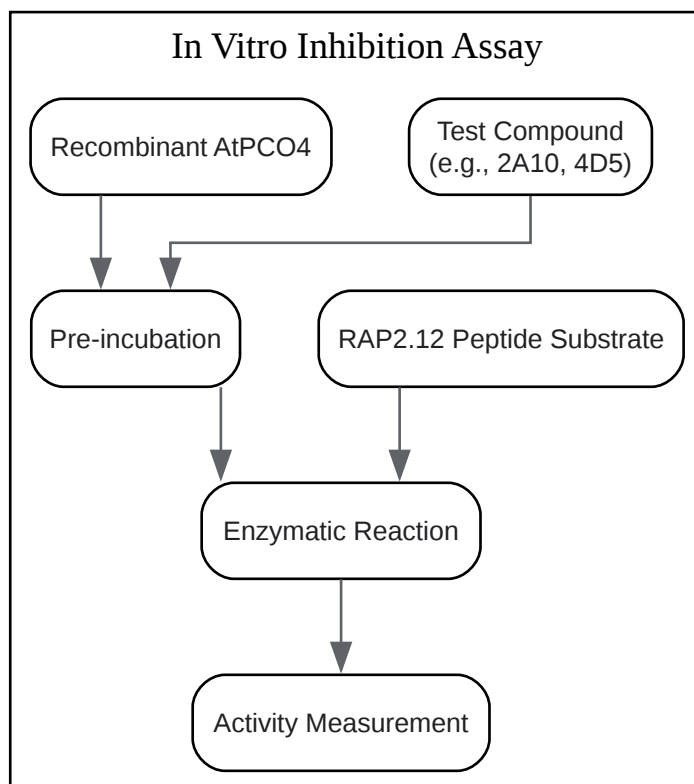 In Vitro Inhibition Assay
Recombinant AtPCO4
Test Compound
(e.g., 2A10, 4D5)
Pre-incubation
RAP2.12 Peptide Substrate
Enzymatic Reaction
Activity Measurement